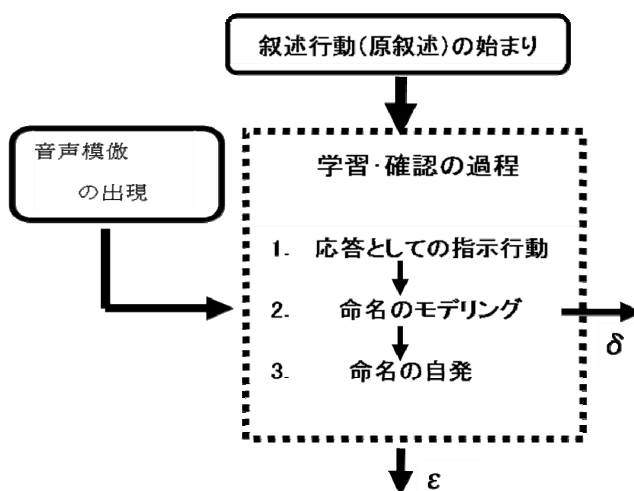 叙述行動(原叙述)の始まり
音声模倣
の出現
学習・確認の過程
1. 応答としての指示行動
2. 命名のモデリング
3. 命名の自発
δ
ε